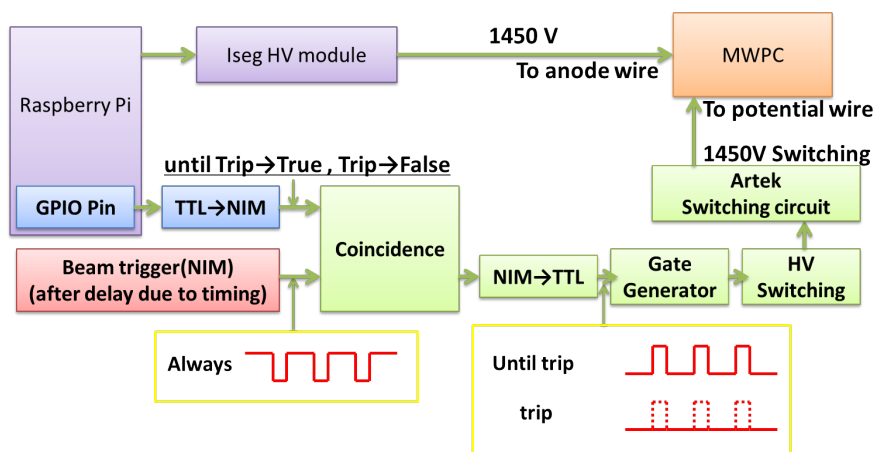 1450 V
Iseg HV module
MWPC
To anode wire
Raspberry Pi
To potential wire
until Trip→True , Trip→False
1450V Switching
GPIO Pin
TTL→NIM
Artek
Switching circuit
Coincidence
Beam trigger(NIM)
(after delay due to timing)
NIM→TTL
Gate
Generator
HV
Switching
Always
Until trip
trip